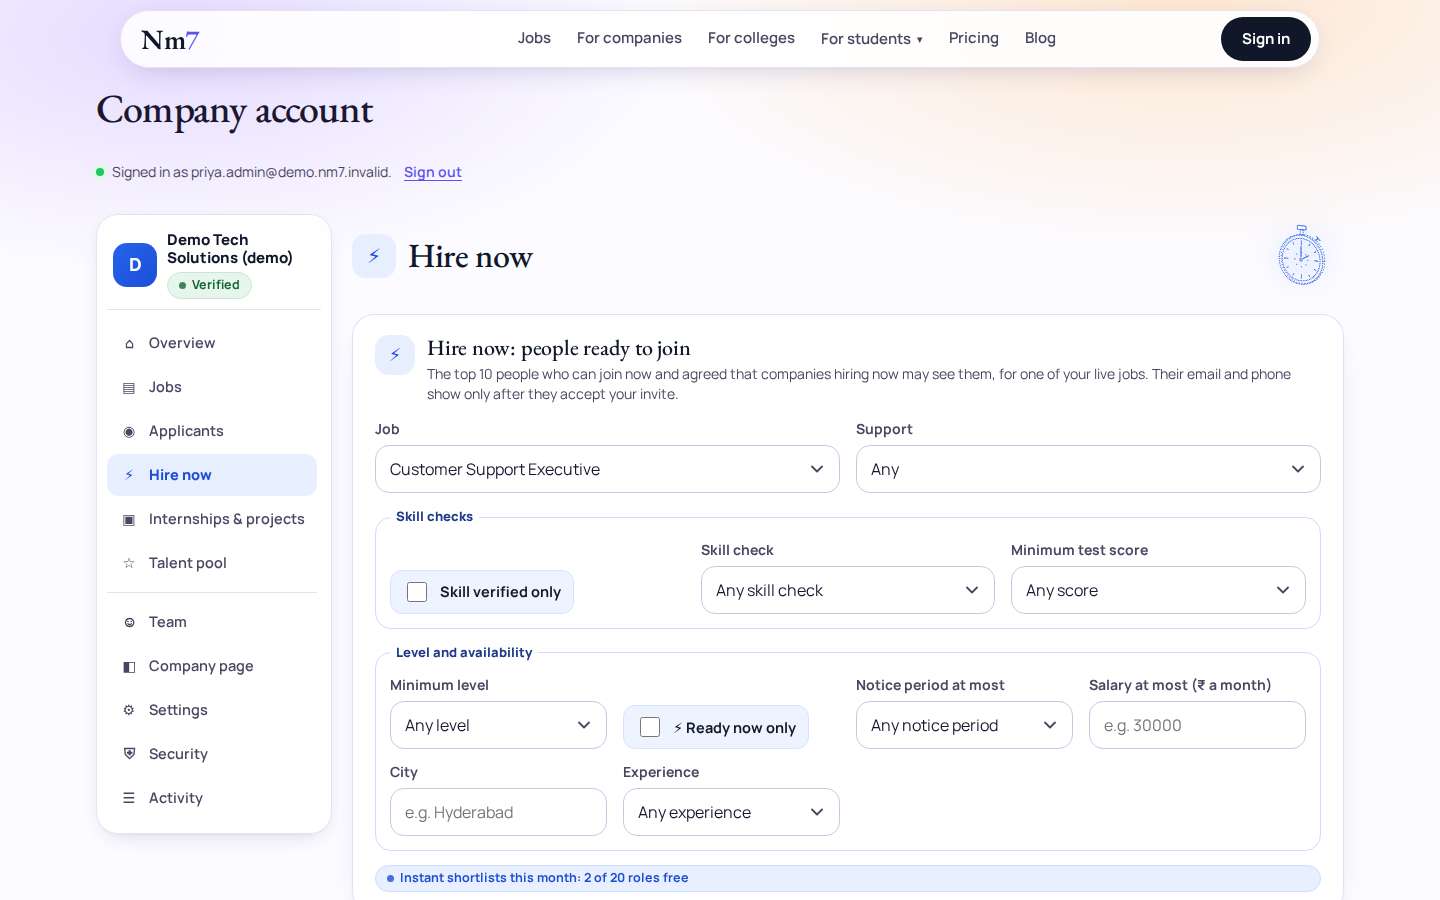 Nm7
Jobs
For companies
For colleges
For students ▾
Pricing
Blog
Sign in
Company account
Signed in as priya.admin@demo.nm7.invalid. Sign out
D
Demo Tech
Solutions (demo)
Verified
Overview
Jobs
Applicants
Hire now
Internships & projects
Talent pool
Team
Company page
Settings
Security
Activity
Hire now
Hire now: people ready to join
The top 10 people who can join now and agreed that companies hiring now may see them, for one of your live jobs. Their email and phone
show only after they accept your invite.
Job
Customer Support Executive
Support
Any
Skill checks
Skill verified only
Skill check
Any skill check
Minimum test score
Any score
Level and availability
Minimum level
Any level
⚡ Ready now only
Notice period at most
Any notice period
Salary at most (₹ a month)
e.g. 30000
City
e.g. Hyderabad
Experience
Any experience
Instant shortlists this month: 2 of 20 roles free